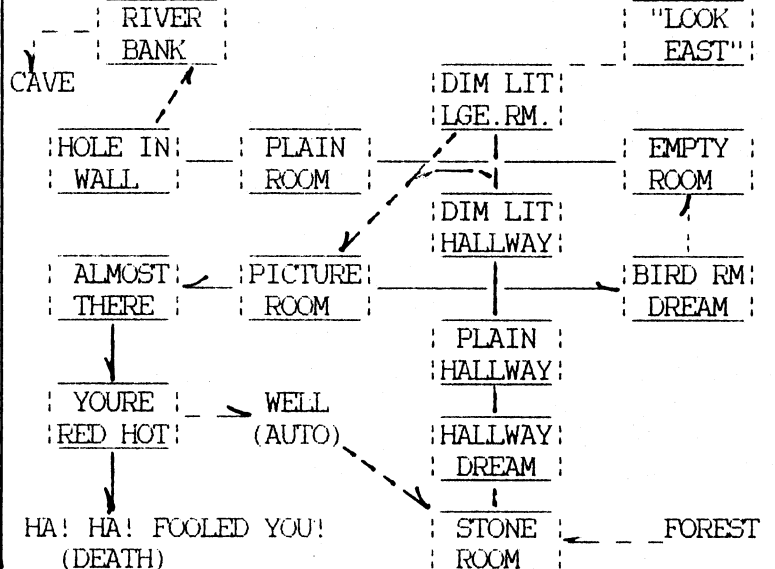 RIVER
BANK
"LOOK
EAST"
CAVE
DIM LIT
LGE.RM.
HOLE IN
WALL
PLAIN
ROOM
EMPTY
ROOM
DIM LIT
HALLWAY
ALMOST
THERE
PICTURE
ROOM
BIRD RM
DREAM
PLAIN
HALLWAY
YOURE
RED HOT
WELL
(AUTO)
HALLWAY
DREAM
HA! HA! FOOLED YOU!
(DEATH)
STONE
ROOM
FOREST